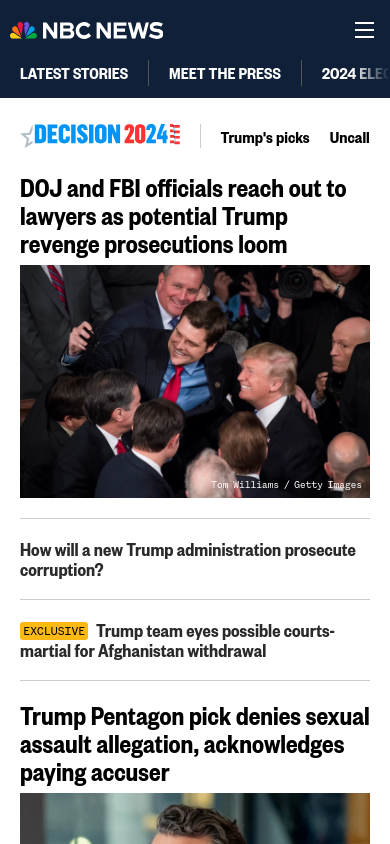 NBC NEWS
LATEST STORIES
MEET THE PRESS
2024 ELEC
DECISION 2024
Trump's picks
Uncall
DOJ and FBI officials reach out to
lawyers as potential Trump
revenge prosecutions loom
Tom Williams / Getty Images
How will a new Trump administration prosecute
corruption?
EXCLUSIVE Trump team eyes possible courts-
martial for Afghanistan withdrawal
Trump Pentagon pick denies sexual
assault allegation, acknowledges
paying accuser